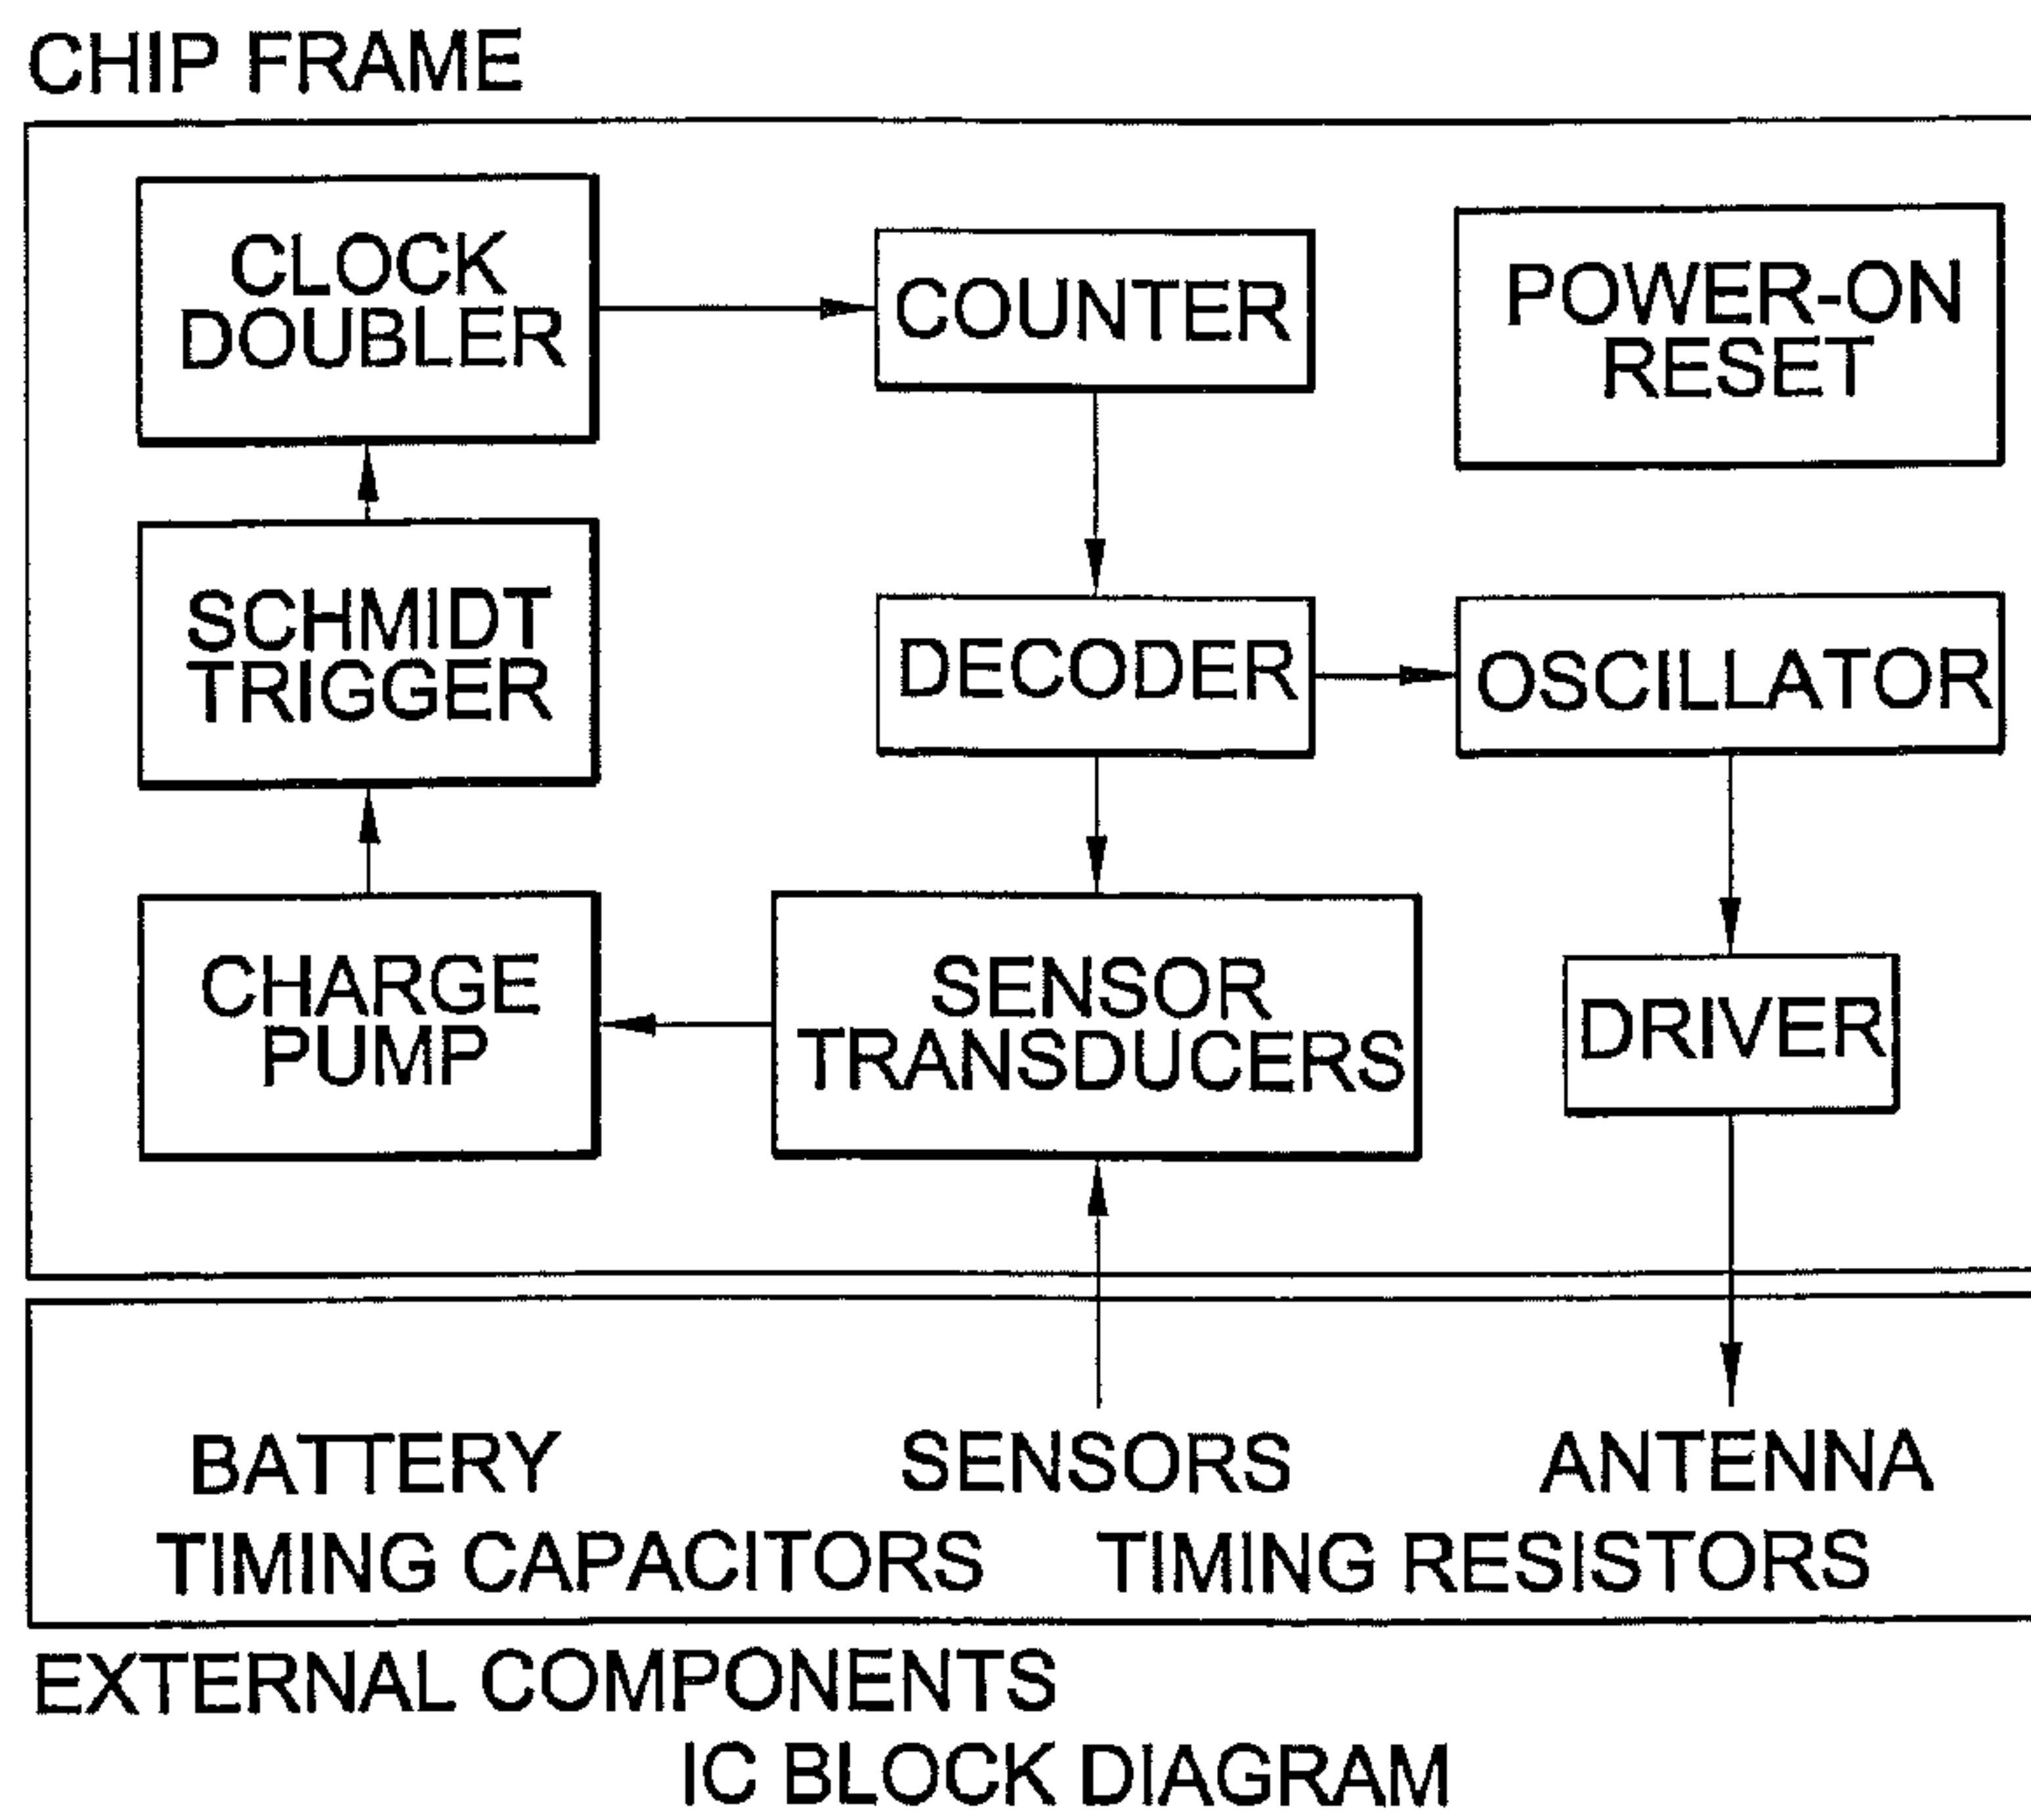 CHIP FRAME
CLOCK
DOUBLER
COUNTER
POWER-ON
RESET
SCHMIDT
TRIGGER
DECODER
OSCILLATOR
CHARGE
PUMP
SENSOR
TRANSDUCERS
DRIVER
BATTERY
SENSORS
ANTENNA
TIMING CAPACITORS
TIMING RESISTORS
EXTERNAL COMPONENTS
IC BLOCK DIAGRAM